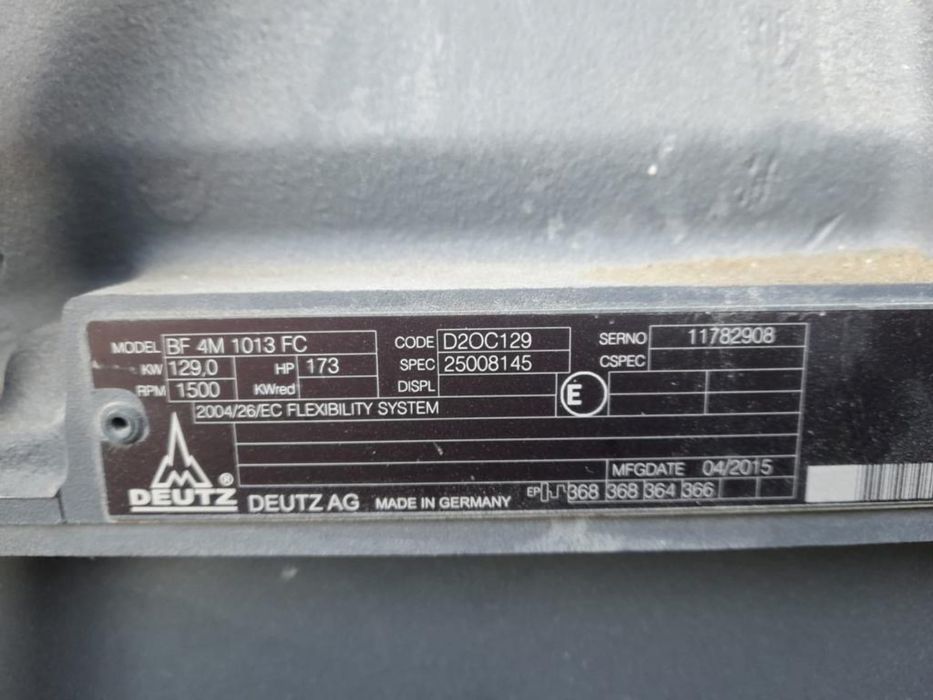 MODEL BF 4M 1013 FC CODE D2OC129 SERNO 11782908
KW 129,0 HP 173 SPEC 25008145 CSPEC
RPM 1500 KWred DISPL E
2004/26/EC FLEXIBILITY SYSTEM
MFGDATE 04/2015
DEUTZ ® DEUTZ AG MADE IN GERMANY EP 368 368 364 366